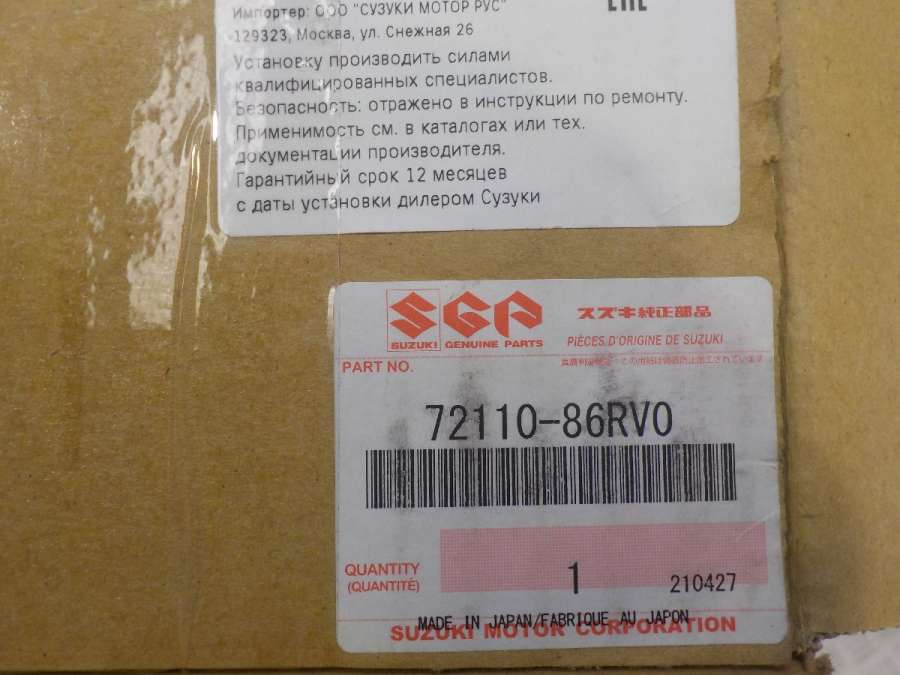 Импортер: ООО "СУЗУКИ МОТОР РУС"
129323, Москва, ул. Снежная 26
Установку производить силами
квалифицированных специалистов.
Безопасность: отражено в инструкции по ремонту.
Применимость см. в каталогах или тех.
документации производителя.
Гарантийный срок 12 месяцев
с даты установки дилером Сузуки
SGP スズキ純正部品
SUZUKI GENUINE PARTS PIÈCES D'ORIGINE DE SUZUKI
PART NO.
72110-86RV0
QUANTITY
(QUANTITÉ) 1 210427
MADE IN JAPAN/FABRIQUE AU JAPON
SUZUKI MOTOR CORPORATION